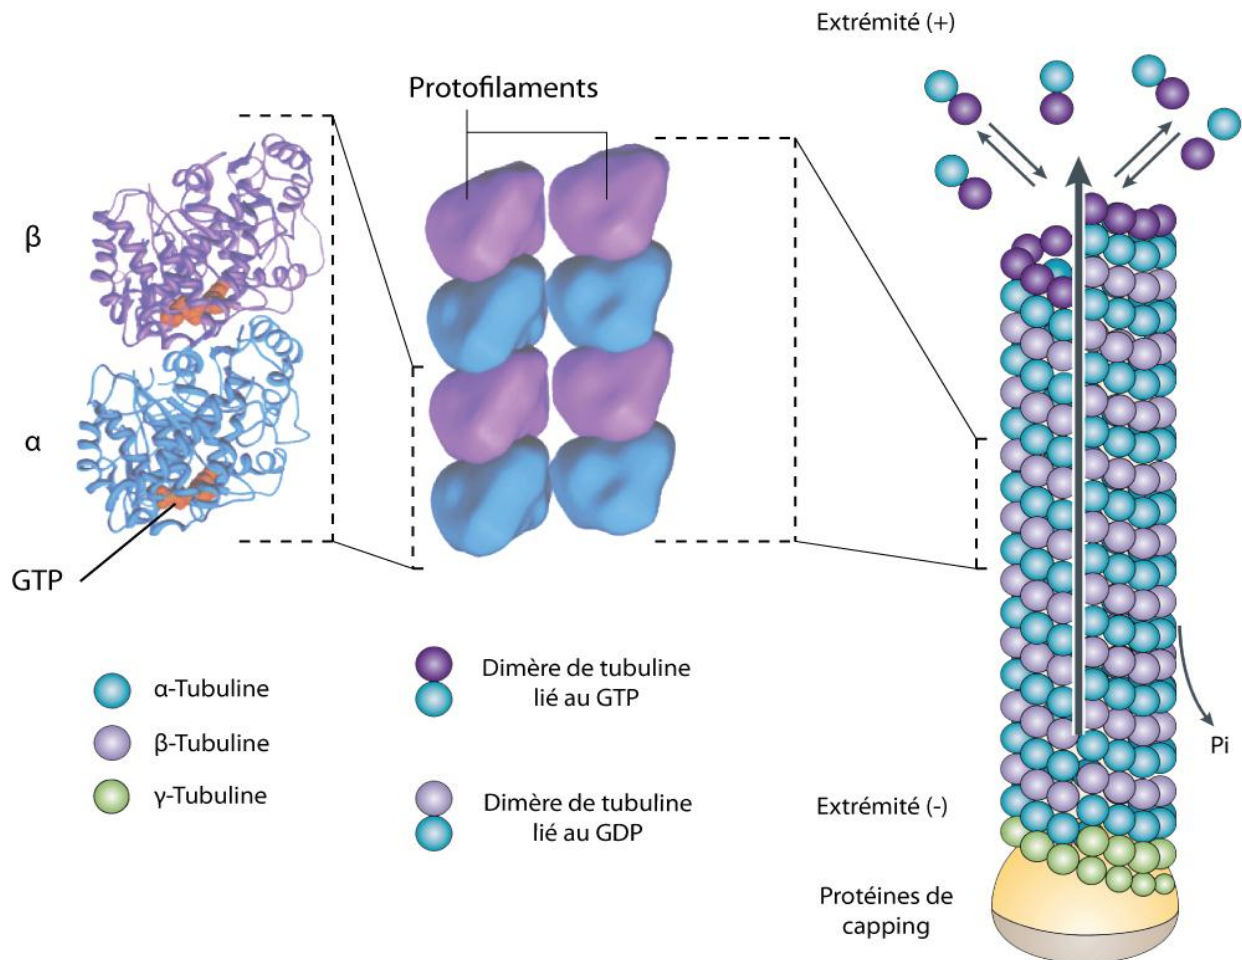 Extrémité (+)
Protofilaments
β
α
GTP
α-Tubuline
β-Tubuline
γ-Tubuline
Dimère de tubuline
lié au GTP
Dimère de tubuline
lié au GDP
Pi
Extrémité (-)
Protéines de
capping